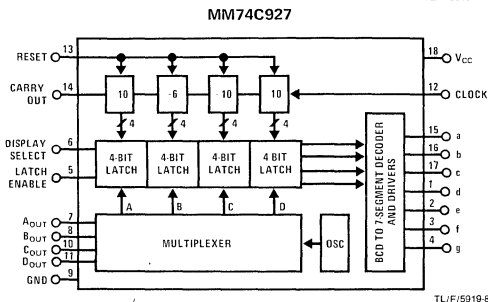 MM74C927
RESET 13
18 VCC
CARRY OUT 14
10 -6 -10 10
12 CLOCK
4 4 4 4
DISPLAY SELECT 6
LATCH ENABLE 5
4-BIT LATCH
4-BIT LATCH
4-BIT LATCH
4 BIT LATCH
BCD TO 7-SEGMENT DECODER AND DRIVERS
15 a
16 b
17 c
1 d
2 e
3 f
4 g
A B C D
AOUT 7
BOUT 8
COUT 10
DOUT 11
GND 9
MULTIPLEXER
OSC
TL/F/5919-8